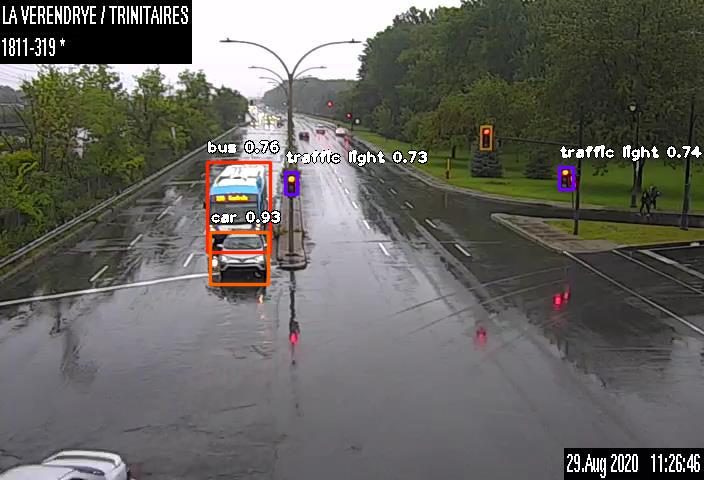 LA VERENDRYE / TRINITAIRES
1811-319 *
bus 0.76
traffic light 0.73
traffic light 0.74
car 0.93
29.Aug 2020 11:26:46